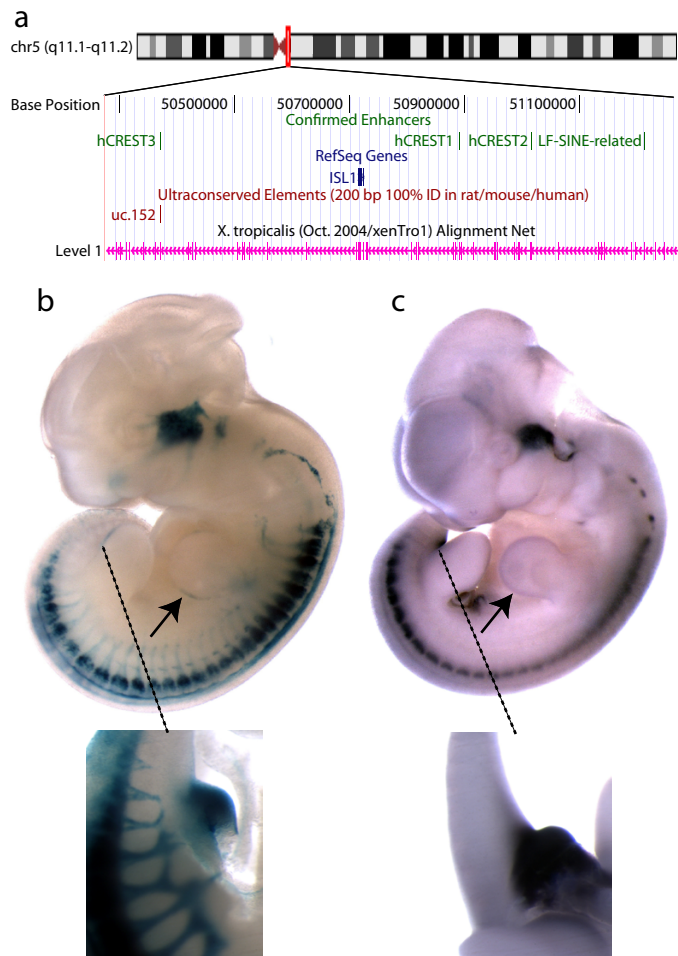 a
chr5 (q11.1-q11.2)
Base Position 50500000 50700000 50900000 51100000
Confirmed Enhancers
hCREST3 hCREST1 hCREST2 LF-SINE-related
RefSeq Genes
ISL1
Ultraconserved Elements (200 bp 100% ID in rat/mouse/human)
uc.152
X. tropicalis (Oct. 2004/xenTro1) Alignment Net
Level 1
b c